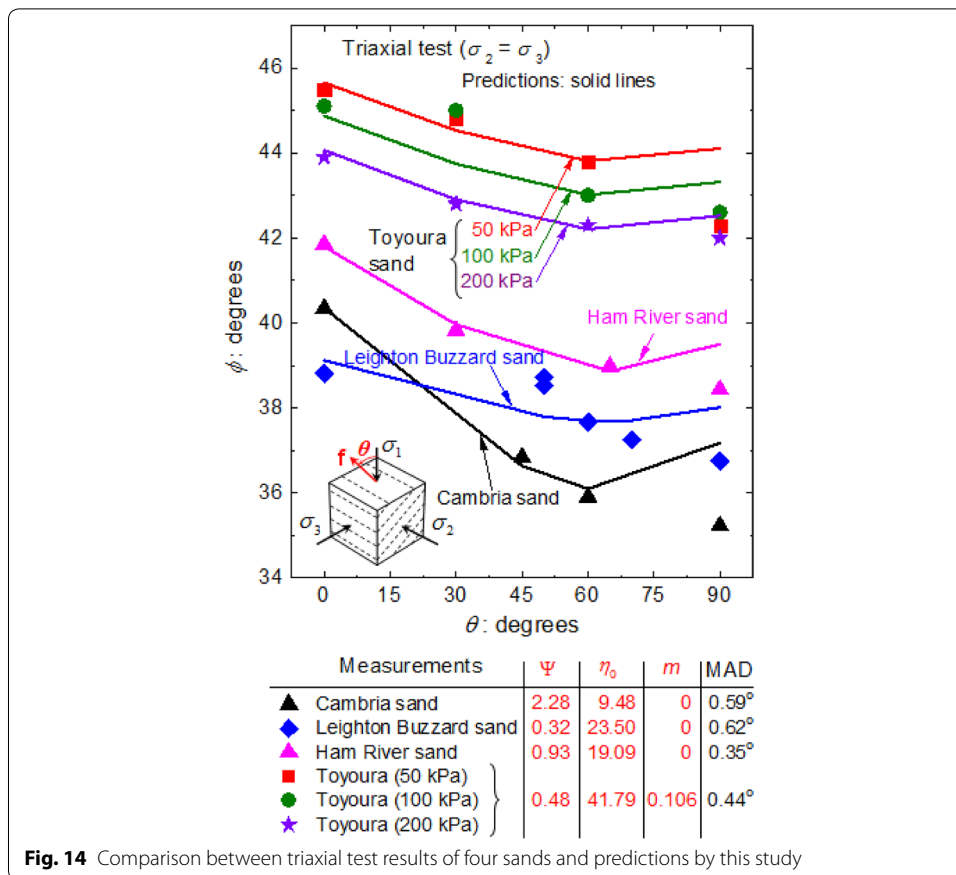 Triaxial test (σ2 = σ3)
Predictions: solid lines
46
44
42
40
38
36
34
ϕ : degrees
Toyoura sand { 50 kPa
100 kPa
200 kPa
Ham River sand
Leighton Buzzard sand
Cambria sand
f θ σ1
σ3 σ2
0 15 30 45 60 75 90
θ : degrees
Measurements Ψ η0 m MAD
Cambria sand 2.28 9.48 0 0.59°
Leighton Buzzard sand 0.32 23.50 0 0.62°
Ham River sand 0.93 19.09 0 0.35°
Toyoura (50 kPa)
Toyoura (100 kPa) 0.48 41.79 0.106 0.44°
Toyoura (200 kPa)
Fig. 14 Comparison between triaxial test results of four sands and predictions by this study